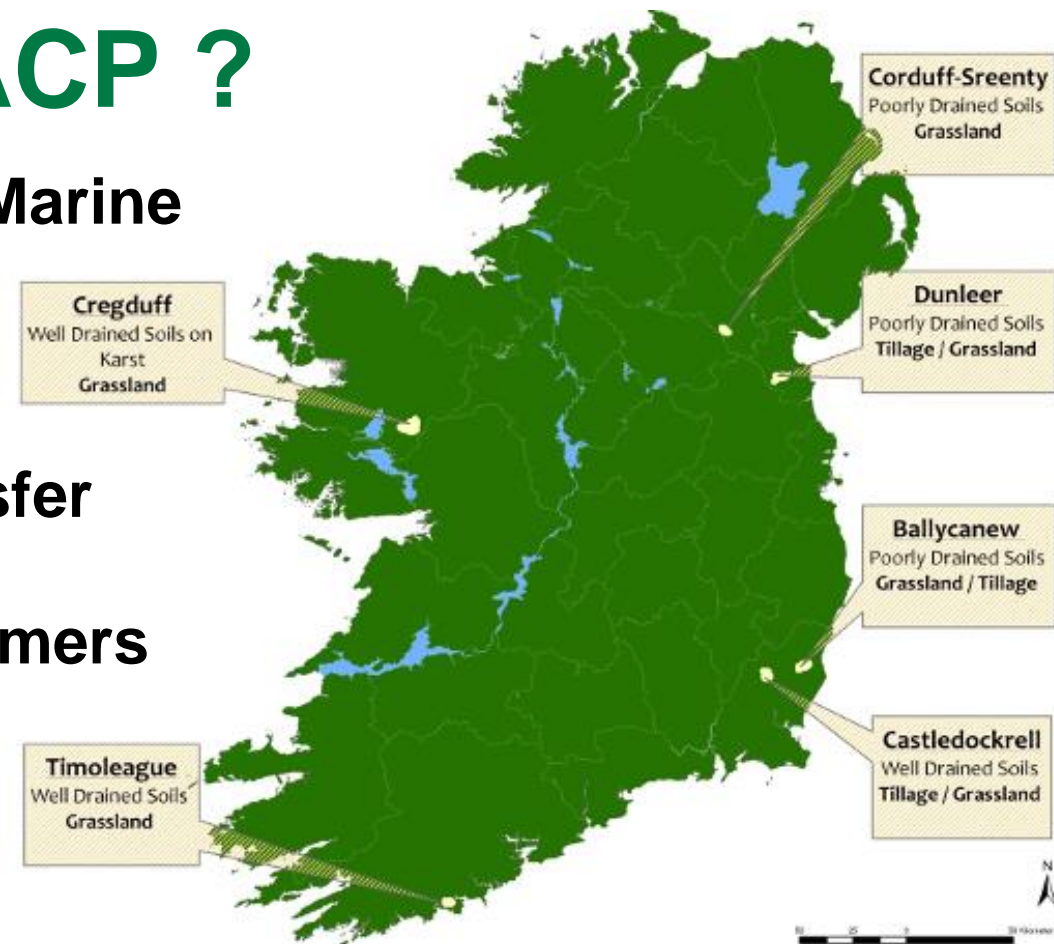 ACP ?
Marine
sfer
mers
Corduff-Sreenty
Poorly Drained Soils
Grassland
Cregduff
Well Drained Soils on
Karst
Grassland
Dunleer
Poorly Drained Soils
Tillage / Grassland
Ballycanew
Poorly Drained Soils
Grassland / Tillage
Castledockrell
Well Drained Soils
Tillage / Grassland
Timoleague
Well Drained Soils
Grassland
N